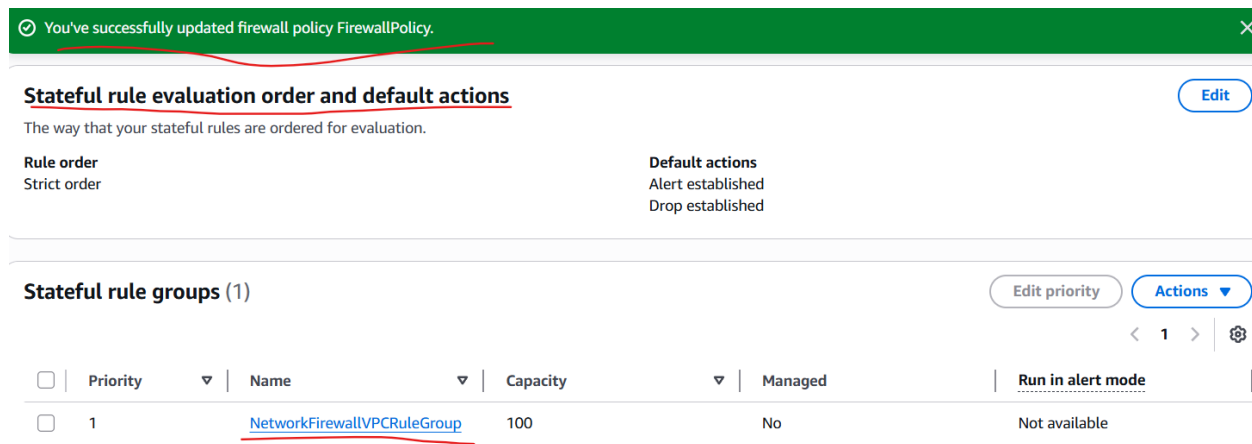 You've successfully updated firewall policy FirewallPolicy.
Stateful rule evaluation order and default actions
Edit
The way that your stateful rules are ordered for evaluation.
Rule order
Default actions
Strict order
Alert established
Drop established
Stateful rule groups (1)
Edit priority
Actions
1
Priority Name Capacity Managed Run in alert mode
1 NetworkFirewallVPCRuleGroup 100 No Not available